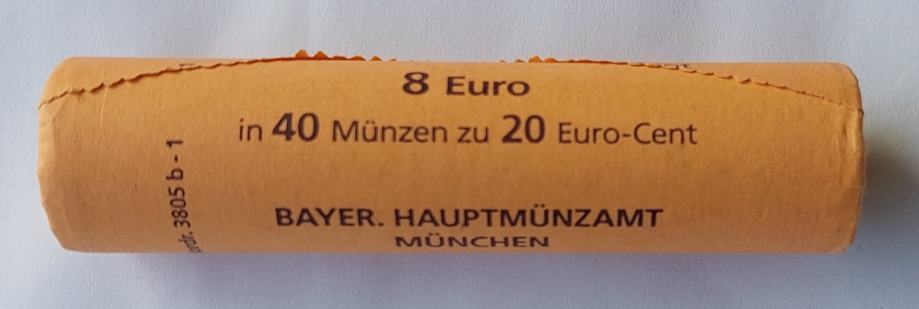 8 Euro
in 40 Münzen zu 20 Euro-Cent
BAYER. HAUPTMÜNZAMT
MÜNCHEN
3805 b - 1